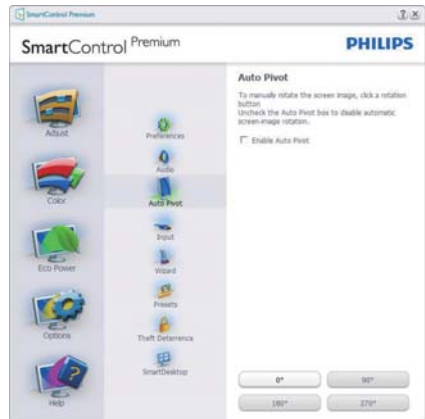 SmartControl Premium
SmartControl Premium
PHILIPS
Adjust
Color
Eco Power
Options
Help
Preferences
Audio
Auto Pivot
Input
Wizard
Presets
Theft Deterrence
SmartDesktop
Auto Pivot
To manually rotate the screen image, click a rotation
button
Uncheck the Auto Pivot box to disable automatic
screen-image rotation.
Enable Auto Pivot
0°
90°
180°
270°